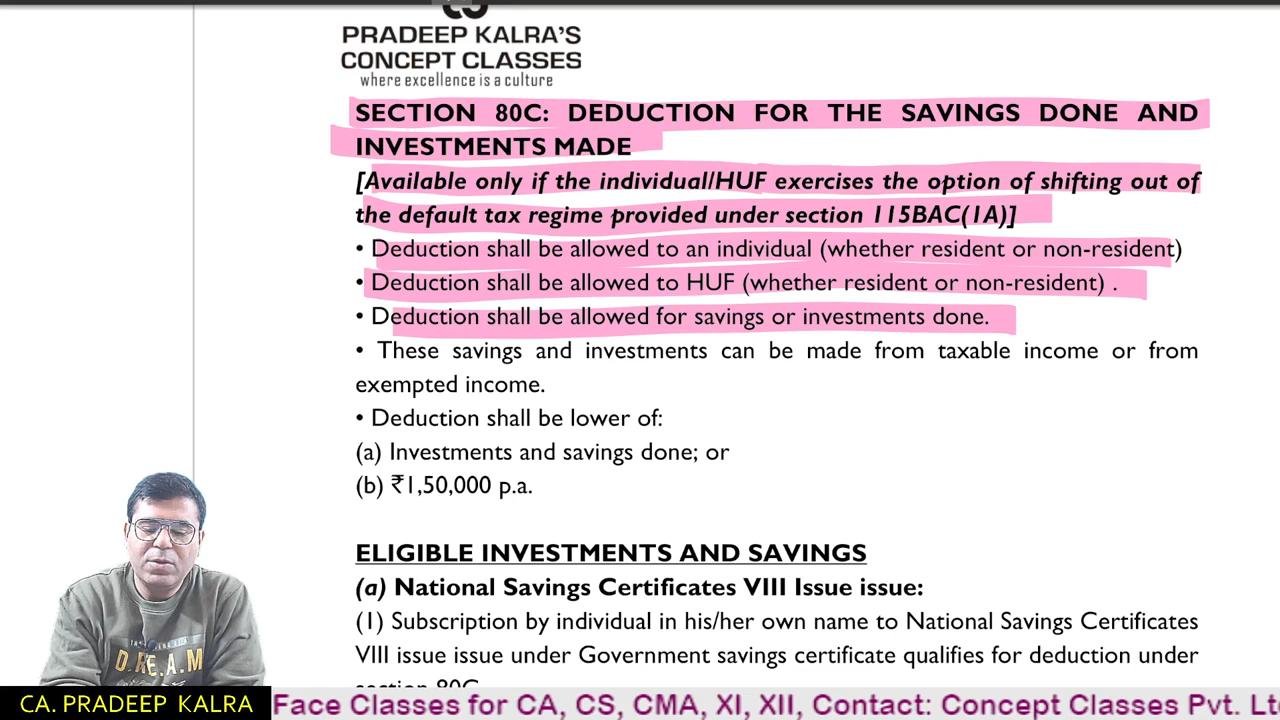 PRADEEP KALRA'S
CONCEPT CLASSES
where excellence is a culture
SECTION 80C: DEDUCTION FOR THE SAVINGS DONE AND
INVESTMENTS MADE
[Available only if the individual/HUF exercises the option of shifting out of
the default tax regime provided under section 115BAC(1A)]
• Deduction shall be allowed to an individual (whether resident or non-resident)
• Deduction shall be allowed to HUF (whether resident or non-resident) .
• Deduction shall be allowed for savings or investments done.
• These savings and investments can be made from taxable income or from
exempted income.
• Deduction shall be lower of:
(a) Investments and savings done; or
(b) ₹1,50,000 p.a.
ELIGIBLE INVESTMENTS AND SAVINGS
(a) National Savings Certificates VIII Issue issue:
(1) Subscription by individual in his/her own name to National Savings Certificates
VIII issue issue under Government savings certificate qualifies for deduction under
section 80C
D.RE.A.M
CA. PRADEEP KALRA
Face Classes for CA, CS, CMA, XI, XII, Contact: Concept Classes Pvt. Lt